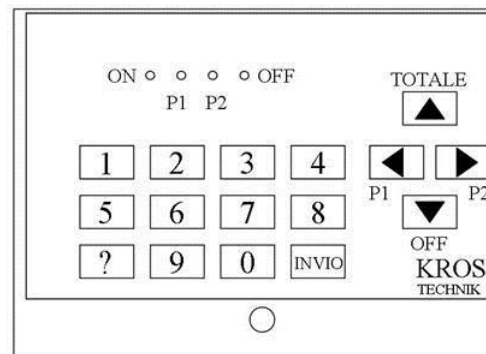 ON OFF
P1 P2
TOTALE
1 2 3 4
P1 P2
5 6 7 8
OFF
? 9 0 INVIO
KROS
TECHNIK